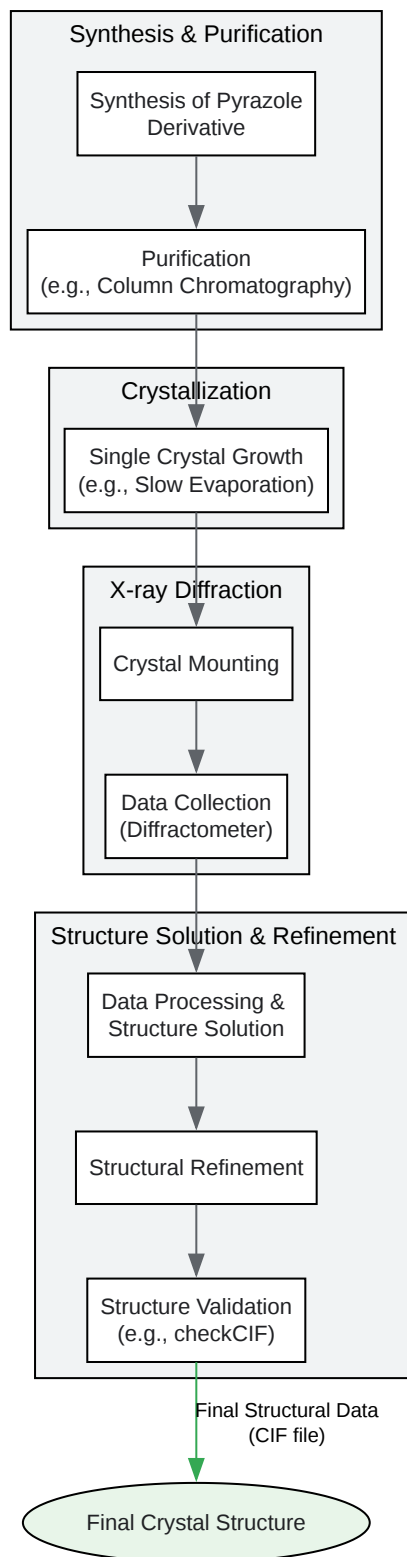 Synthesis & Purification
Synthesis of Pyrazole
Derivative
Purification
(e.g., Column Chromatography)
Crystallization
Single Crystal Growth
(e.g., Slow Evaporation)
X-ray Diffraction
Crystal Mounting
Data Collection
(Diffractometer)
Structure Solution & Refinement
Data Processing &
Structure Solution
Structural Refinement
Structure Validation
(e.g., checkCIF)
Final Structural Data
(CIF file)
Final Crystal Structure